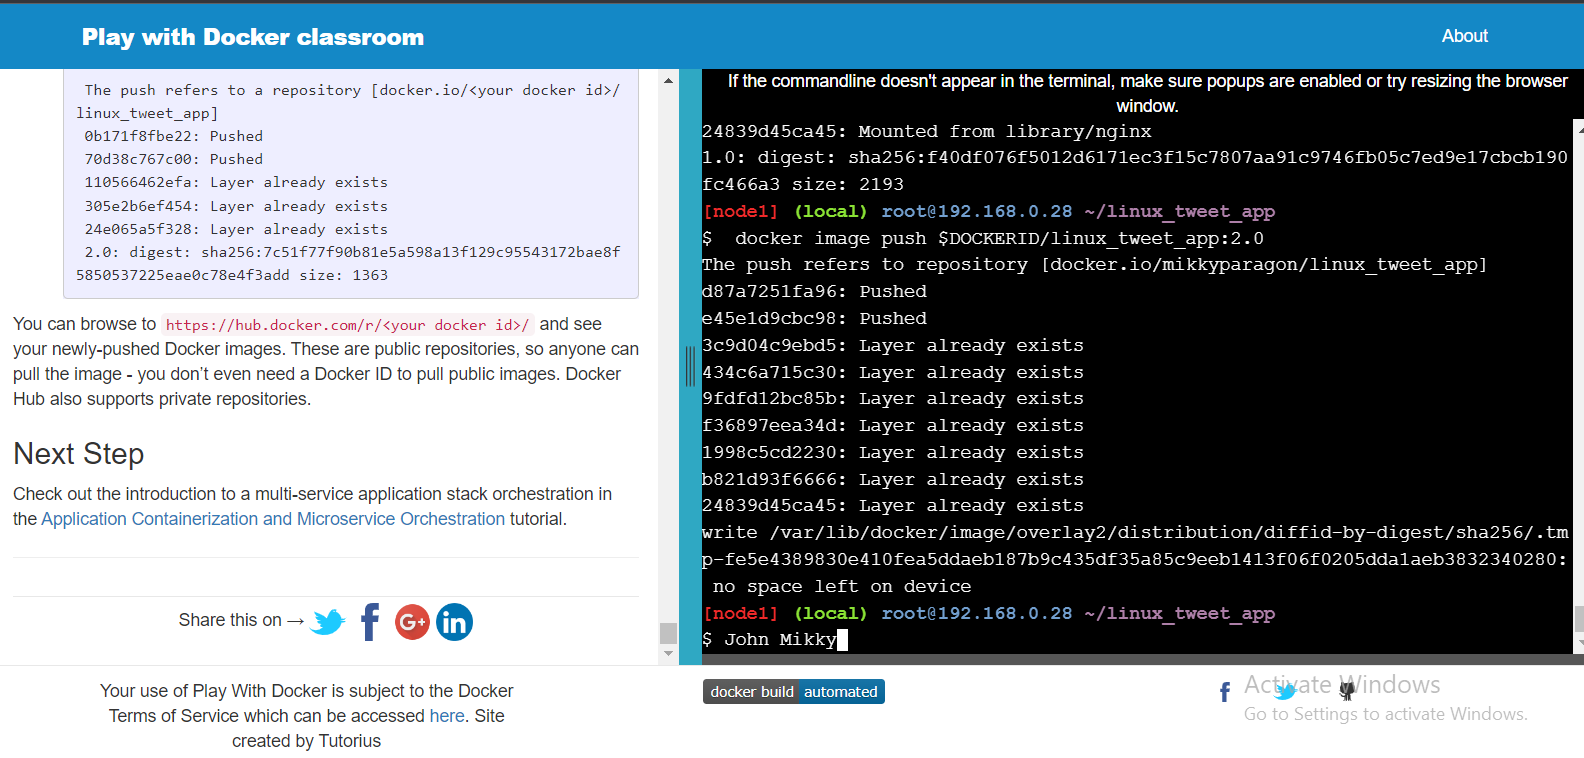 Play with Docker classroom
About
The push refers to a repository [docker.io/<your docker id>/
linux_tweet_app]
0b171f8fbe22: Pushed
70d38c767c00: Pushed
110566462efa: Layer already exists
305e2b6ef454: Layer already exists
24e065a5f328: Layer already exists
2.0: digest: sha256:7c51f77f90b81e5a598a13f129c95543172bae8f
5850537225eae0c78e4f3add size: 1363
You can browse to https://hub.docker.com/r/<your docker id>/ and see
your newly-pushed Docker images. These are public repositories, so anyone can
pull the image - you don’t even need a Docker ID to pull public images. Docker
Hub also supports private repositories.
Next Step
Check out the introduction to a multi-service application stack orchestration in
the Application Containerization and Microservice Orchestration tutorial.
Share this on →
f
G+
in
Your use of Play With Docker is subject to the Docker
Terms of Service which can be accessed here. Site
created by Tutorius
If the commandline doesn't appear in the terminal, make sure popups are enabled or try resizing the browser
window.
24839d45ca45: Mounted from library/nginx
1.0: digest: sha256:f40df076f5012d6171ec3f15c7807aa91c9746fb05c7ed9e17cbcb190
fc466a3 size: 2193
[node1] (local) root@192.168.0.28 ~/linux_tweet_app
$  docker image push $DOCKERID/linux_tweet_app:2.0
The push refers to repository [docker.io/mikkyparagon/linux_tweet_app]
d87a7251fa96: Pushed
e45e1d9cbc98: Pushed
3c9d04c9ebd5: Layer already exists
434c6a715c30: Layer already exists
9fdfd12bc85b: Layer already exists
f36897eea34d: Layer already exists
1998c5cd2230: Layer already exists
b821d93f6666: Layer already exists
24839d45ca45: Layer already exists
write /var/lib/docker/image/overlay2/distribution/diffid-by-digest/sha256/.tm
p-fe5e4389830e410fea5ddaeb187b9c435df35a85c9eeb1413f06f0205dda1aeb3832340280:
no space left on device
[node1] (local) root@192.168.0.28 ~/linux_tweet_app
$ John Mikky
docker build automated
f
Activate Windows
Go to Settings to activate Windows.